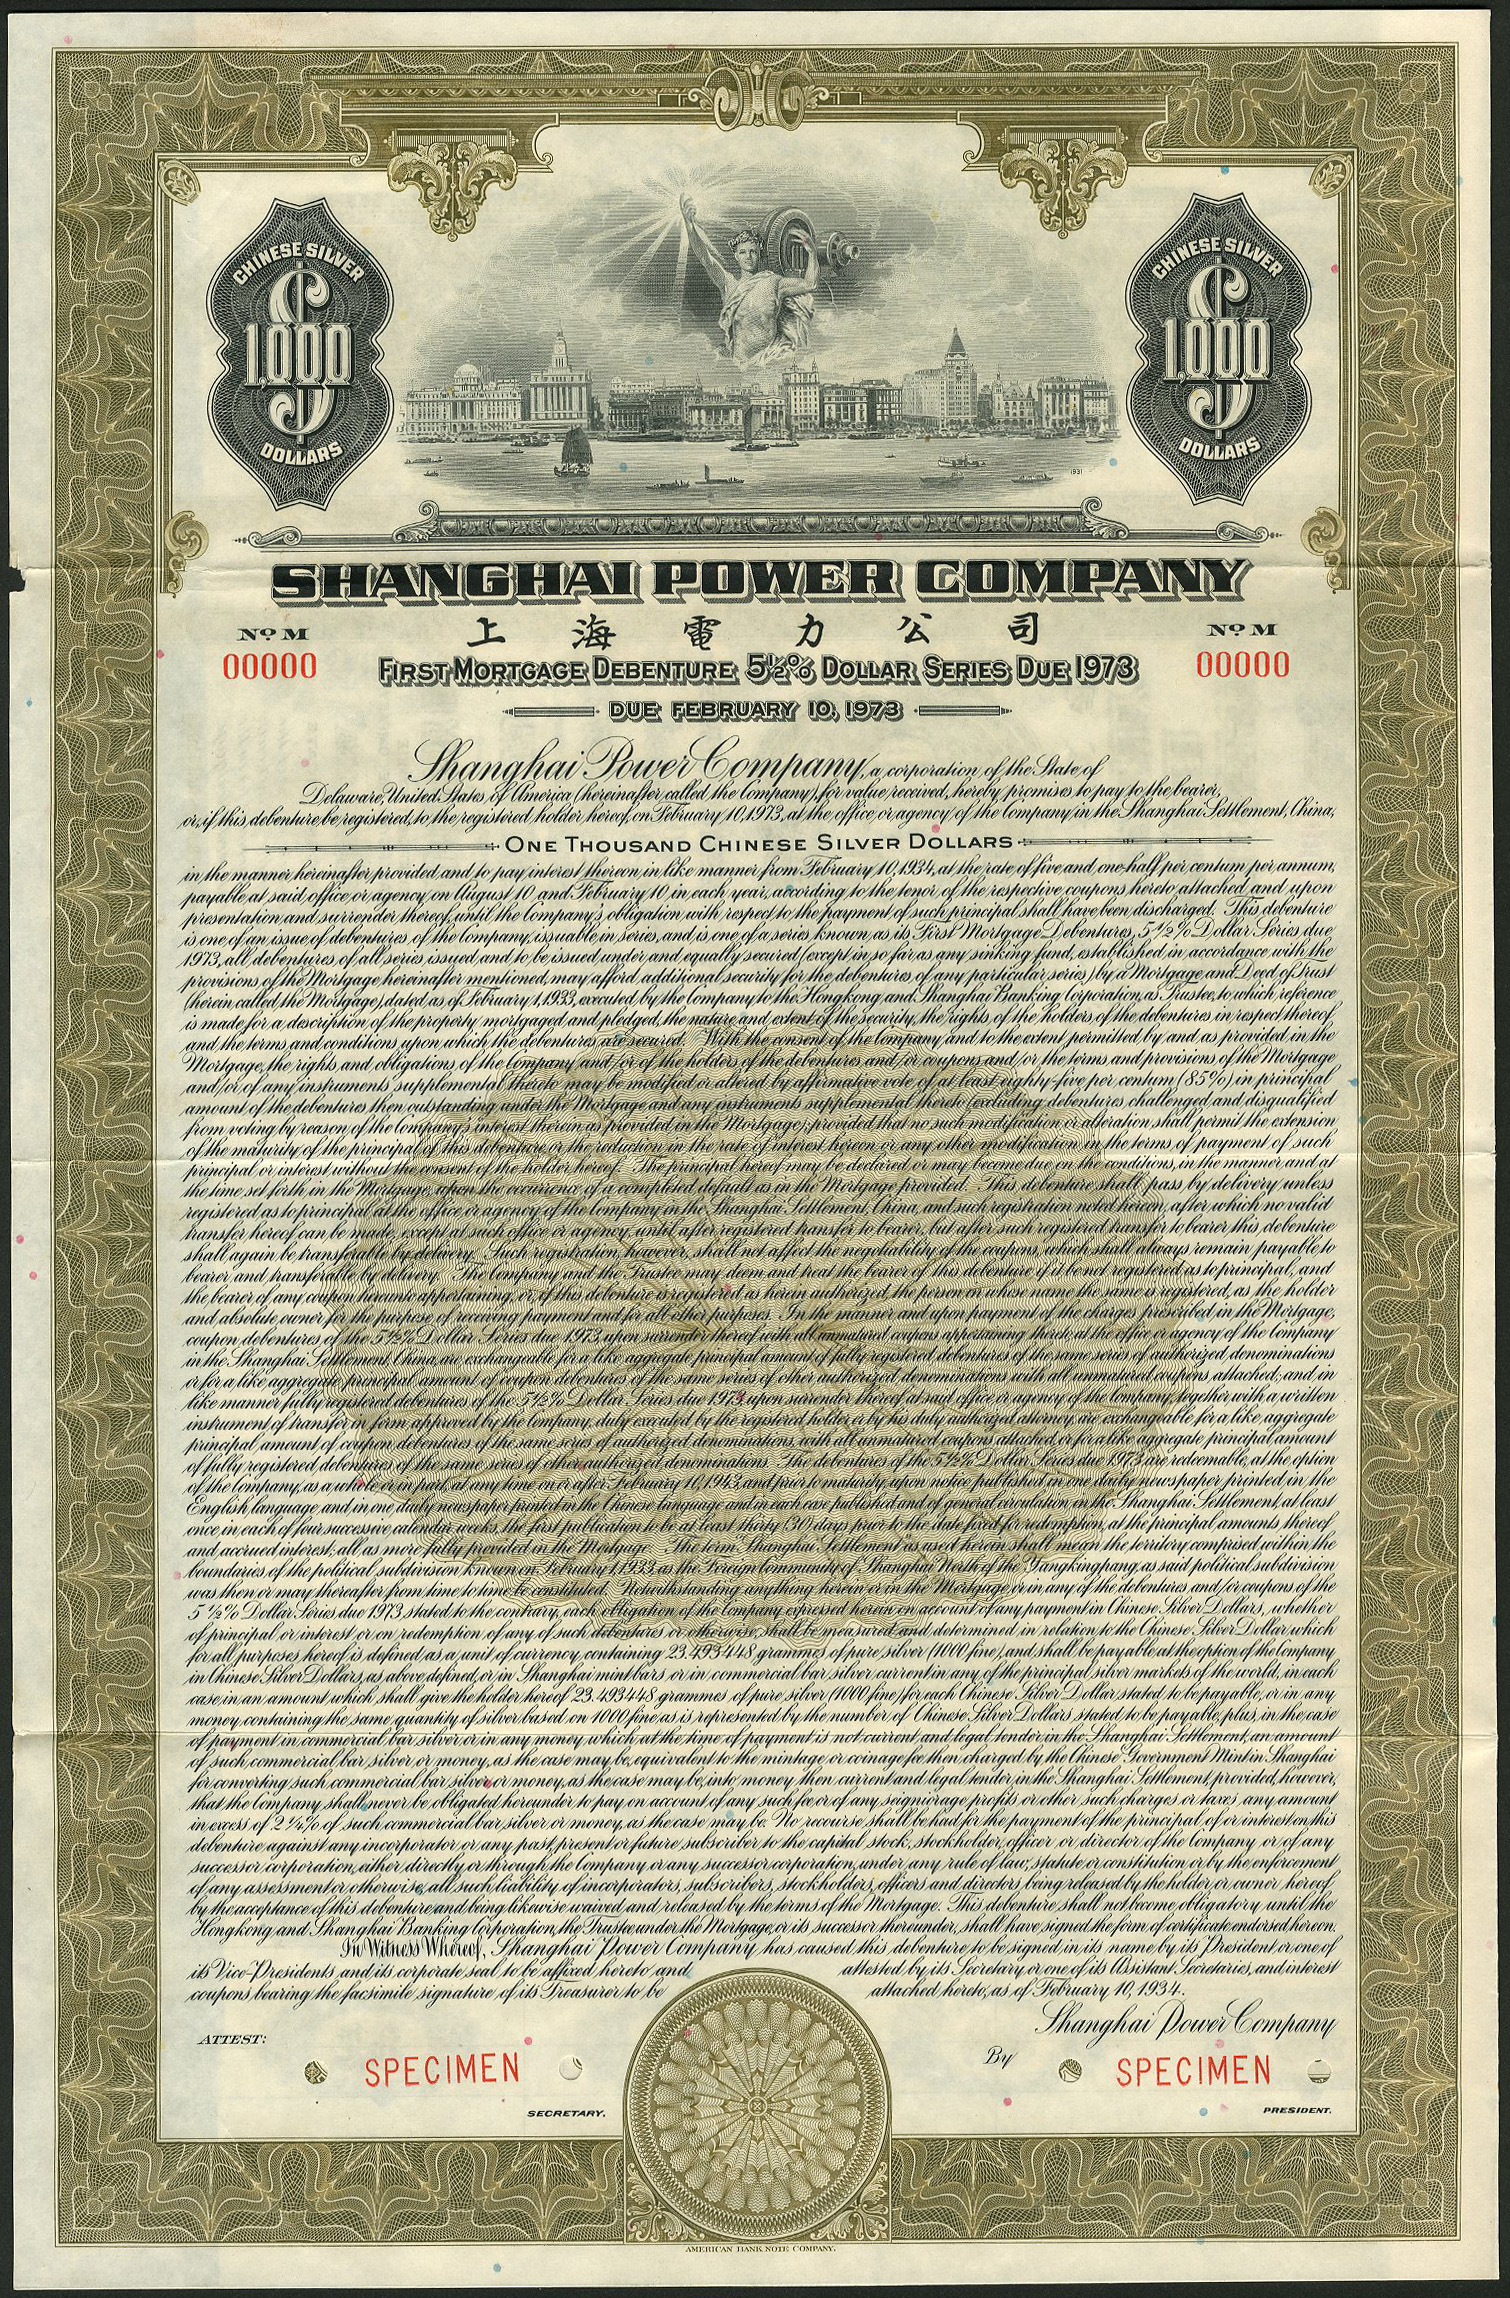 CHINESE SILVER
$
1,000
DOLLARS
CHINESE SILVER
$
1,000
DOLLARS
1931
SHANGHAI POWER COMPANY
上海電力公司
No M
00000
No M
00000
FIRST MORTGAGE DEBENTURE 5½% DOLLAR SERIES DUE 1973
DUE FEBRUARY 10, 1973
Shanghai Power Company, a corporation of the State of
Delaware, United States of America (hereinafter called the Company), for value received, hereby promises to pay to the bearer,
or, if this debenture be registered, to the registered holder hereof, on February 10, 1973, at the office or agency of the Company in the Shanghai Settlement, China,
ONE THOUSAND CHINESE SILVER DOLLARS
in the manner hereinafter provided and to pay interest thereon in like manner from February 10, 1934, at the rate of five and one-half per centum per annum,
payable at said office or agency on August 10 and February 10 in each year, according to the tenor of the respective coupons hereto attached and upon
presentation and surrender thereof, until the Company's obligation with respect to the payment of such principal shall have been discharged. This debenture
is one of an issue of debentures of the Company, issuable in series, and is one of a series known as its First Mortgage Debentures, 5½% Dollar Series due
1973, all debentures of all series issued and to be issued under and equally secured (except in so far as any sinking fund, established in accordance with the
provisions of the Mortgage hereinafter mentioned, may afford additional security for the debentures of any particular series) by a Mortgage and Deed of Trust
(herein called the Mortgage), dated as of February 1, 1933, executed by the Company to the Hongkong and Shanghai Banking Corporation, as Trustee, to which reference
is made for a description of the property mortgaged and pledged, the nature and extent of the security, the rights of the holders of the debentures in respect thereof
and the terms and conditions upon which the debentures are secured. With the consent of the Company and to the extent permitted by and as provided in the
Mortgage, the rights and obligations of the Company and/or of the holders of the debentures and/or coupons and/or the terms and provisions of the Mortgage
and/or of any instruments supplemental thereto may be modified or altered by affirmative vote of at least eighty-five per centum (85%) in principal
amount of the debentures then outstanding under the Mortgage and any instruments supplemental thereto (excluding debentures challenged and disqualified
from voting by reason of the Company's interest therein as provided in the Mortgage); provided that no such modification or alteration shall permit the extension
of the maturity of the principal of this debenture or the reduction in the rate of interest hereon or any other modification in the terms of payment of such
principal or interest without the consent of the holder hereof. The principal hereof may be declared or may become due on the conditions, in the manner and at
the time set forth in the Mortgage, upon the occurrence of a completed default as in the Mortgage provided. This debenture shall pass by delivery unless
registered as to principal at the office or agency of the Company in the Shanghai Settlement, China, and such registration noted hereon, after which no valid
transfer hereof can be made, except at such office or agency, until after registered transfer to bearer, but after such registered transfer to bearer this debenture
shall again be transferable by delivery. Such registration, however, shall not affect the negotiability of the coupons, which shall always remain payable to
bearer, and transferable by delivery. The Company and the Trustee may deem and treat the bearer of this debenture if it be not registered as to principal, and
the bearer of any coupon hereunto appertaining, or, if this debenture is registered as herein authorized, the person in whose name the same is registered, as the holder
and absolute owner for the purpose of receiving payment and for all other purposes. In the manner and upon payment of the charges prescribed in the Mortgage,
coupon debentures of the 5½% Dollar Series due 1973, upon surrender thereof with all unmatured coupons appertaining thereto at the office or agency of the Company
in the Shanghai Settlement, China, are exchangeable for a like aggregate principal amount of fully registered debentures of the same series of authorized denominations
or for a like aggregate principal amount of coupon debentures of the same series of other authorized denominations with all unmatured coupons attached; and, in
like manner fully registered debentures of the 5½% Dollar Series due 1973, upon surrender thereof at said office or agency of the Company, together with a written
instrument of transfer in form approved by the Company, duly executed by the registered holder or by his duly authorized attorney, are exchangeable for a like aggregate
principal amount of coupon debentures of the same series of authorized denominations, with all unmatured coupons attached or for a like aggregate principal amount
of fully registered debentures of the same series of other authorized denominations. The debentures of the 5½% Dollar Series due 1973 are redeemable, at the option
of the Company, as a whole or in part, at any time on or after February 10, 1943, and prior to maturity, upon notice published in one daily newspaper printed in the
English language, and in one daily newspaper printed in the Chinese language and in each case published and of general circulation in the Shanghai Settlement, at least
once in each of four successive calendar weeks, the first publication to be at least thirty (30) days prior to the date fixed for redemption, at the principal amounts thereof
and accrued interest; all as more fully provided in the Mortgage. The term Shanghai Settlement as used herein shall mean the territory comprised within the
boundaries of the political subdivision known on February 1, 1933 as the Foreign Community of Shanghai North of the Yangkingpang, as said political subdivision
was then or may thereafter from time to time be constituted. Notwithstanding anything herein or in the Mortgage or in any of the debentures and/or coupons of the
5½% Dollar Series due 1973 stated to the contrary, each obligation of the Company expressed herein on account of any payment in Chinese Silver Dollars, whether
of principal or interest or on redemption of any of such debentures or otherwise, shall be measured and determined in relation to the Chinese Silver Dollar which
for all purposes hereof is defined as a unit of currency containing 23.493448 grammes of pure silver (1000 fine), and shall be payable at the option of the Company
in Chinese Silver Dollars, as above defined, or in Shanghai mint bars, or in commercial bar silver current in any of the principal silver markets of the world, in each
case in an amount which shall give the holder hereof 23.493448 grammes of pure silver (1000 fine) for each Chinese Silver Dollar stated to be payable, or in any
money containing the same quantity of silver based on 1000 fine as is represented by the number of Chinese Silver Dollars stated to be payable, plus, in the case
of payment in commercial bar silver or in any money which at the time of payment is not current and legal tender in the Shanghai Settlement, an amount
of such commercial bar silver or money, as the case may be, equivalent to the mintage or coinage fee then charged by the Chinese Government Mint in Shanghai
for converting such commercial bar silver or money, as the case may be, into money then current and legal tender in the Shanghai Settlement, provided, however,
that the Company shall never be obligated hereunder to pay on account of any such fee or of any seigniorage profits or other such charges or taxes any amount
in excess of 2¼% of such commercial bar silver or money, as the case may be. No recourse shall be had for the payment of the principal of or interest on this
debenture against any incorporator or any past, present or future subscriber to the capital stock, stockholder, officer or director of the Company or of any
successor corporation, either directly or through the Company or any successor corporation, under any rule of law, statute or constitution or by the enforcement
of any assessment or otherwise, all such liability of incorporators, subscribers, stockholders, officers and directors being released by the holder or owner hereof
by the acceptance of this debenture and being likewise waived and released by the terms of the Mortgage. This debenture shall not become obligatory until the
Hongkong and Shanghai Banking Corporation, the Trustee under the Mortgage, or its successor thereunder, shall have signed the form of certificate endorsed hereon.
In Witness Whereof, Shanghai Power Company has caused this debenture to be signed in its name by its President or one of
its Vice-Presidents and its corporate seal to be affixed hereto and attested by its Secretary or one of its Assistant Secretaries, and interest
coupons bearing the facsimile signature of its Treasurer to be attached hereto, as of February 10, 1934.
Shanghai Power Company
ATTEST:
SPECIMEN
SECRETARY.
By
SPECIMEN
PRESIDENT.
AMERICAN BANK NOTE COMPANY.